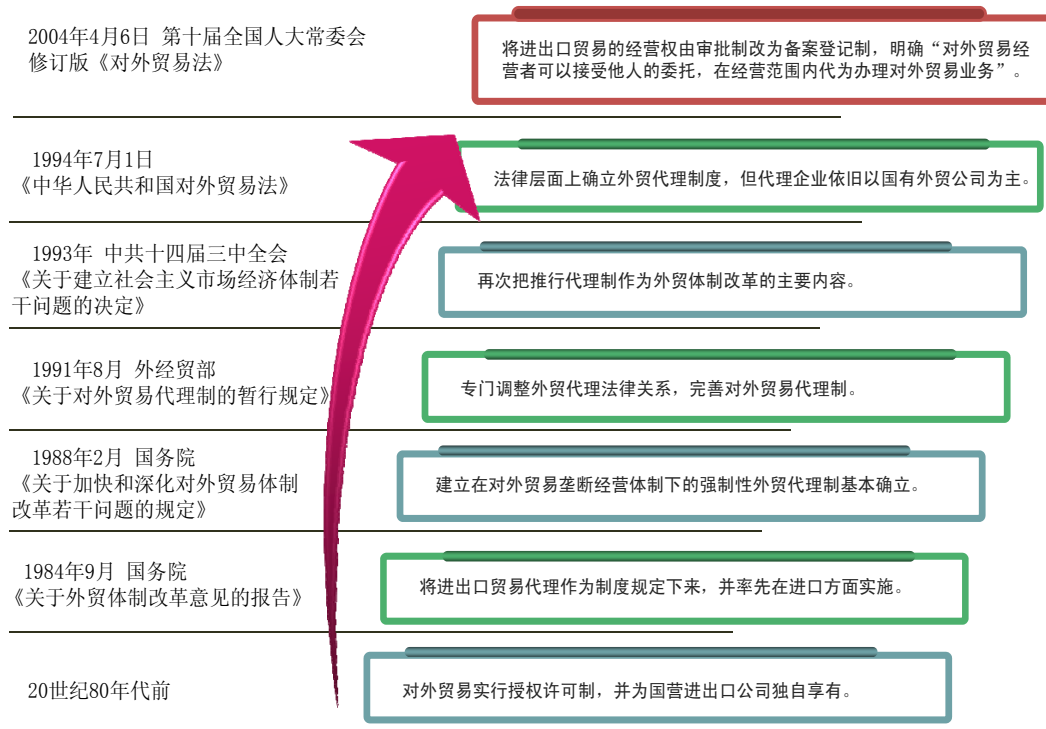 2004年4月6日 第十届全国人大常委会
修订版《对外贸易法》
将进出口贸易的经营权由审批制改为备案登记制，明确“对外贸易经
营者可以接受他人的委托，在经营范围内代为办理对外贸易业务”。
1994年7月1日
《中华人民共和国对外贸易法》
法律层面上确立外贸代理制度，但代理企业依旧以国有外贸公司为主。
1993年 中共十四届三中全会
《关于建立社会主义市场经济体制若
干问题的决定》
再次把推行代理制作为外贸体制改革的主要内容。
1991年8月 外经贸部
《关于对外贸易代理制的暂行规定》
专门调整外贸代理法律关系，完善对外贸易代理制。
1988年2月 国务院
《关于加快和深化对外贸易体制
改革若干问题的规定》
建立在对外贸易垄断经营体制下的强制性外贸代理制基本确立。
1984年9月 国务院
《关于外贸体制改革意见的报告》
将进出口贸易代理作为制度规定下来，并率先在进口方面实施。
20世纪80年代前
对外贸易实行授权许可制，并为国营进出口公司独自享有。